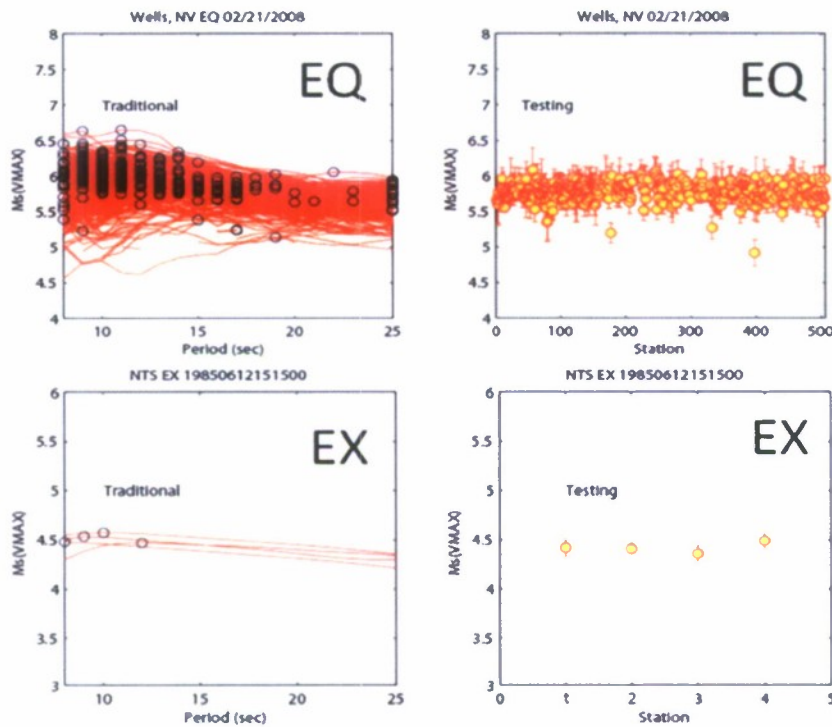 Wells, NV EQ 02/21/2008
8
7.5
7
6.5
6
5.5
5
4.5
4
Ms(VMAX)
EQ
Traditional
10
15
20
25
Period (sec)
Wells, NV 02/21/2008
8
7.5
7
6.5
6
5.5
5
4.5
4
Ms(VMAX)
EQ
Testing
0
100
200
300
400
500
Station
NTS EX 19850612151500
6
5.5
5
4.5
4
3.5
3
Ms(VMAX)
EX
Traditional
10
15
20
25
Period (sec)
NTS EX 19850612151500
6
5.5
5
4.5
4
3.5
3
Ms(VMAX)
EX
Testing
0
1
2
3
4
5
Station